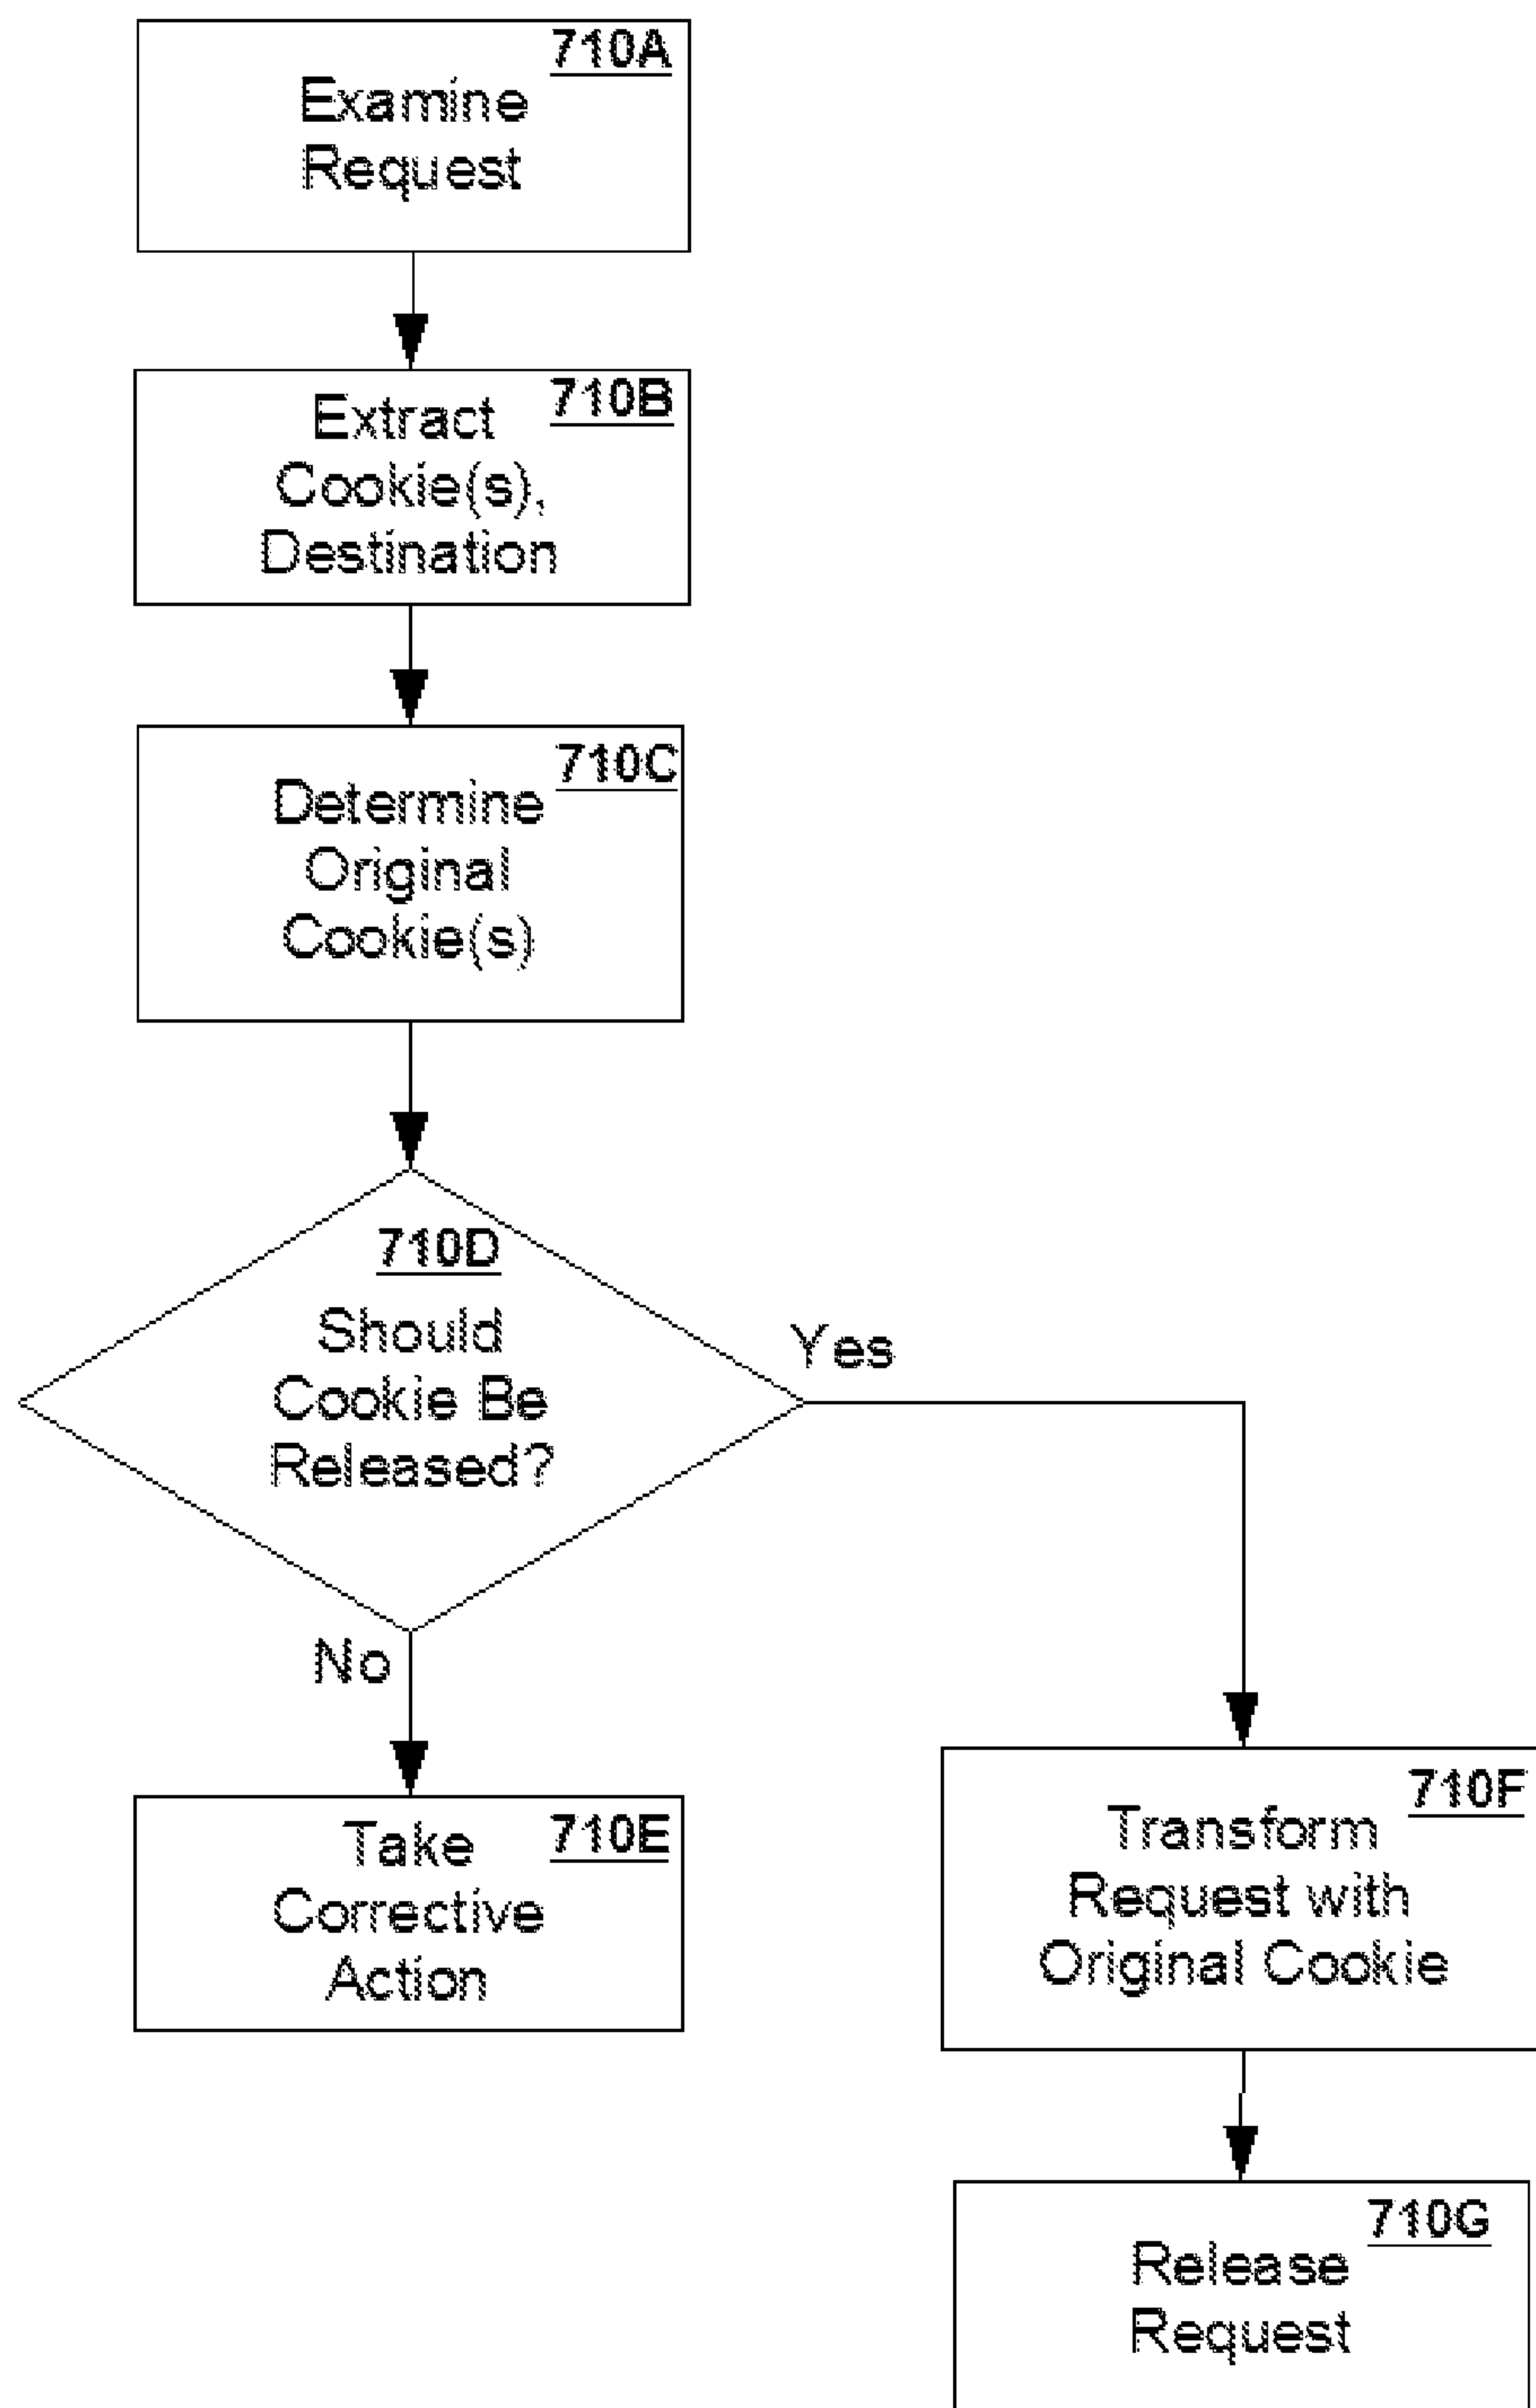 710A
Examine
Request
710B
Extract
Cookie(s),
Destination
710C
Determine
Original
Cookie(s)
710D
Should
Cookie Be
Released?
Yes
No
710E
Take
Corrective
Action
710F
Transform
Request with
Original Cookie
710G
Release
Request